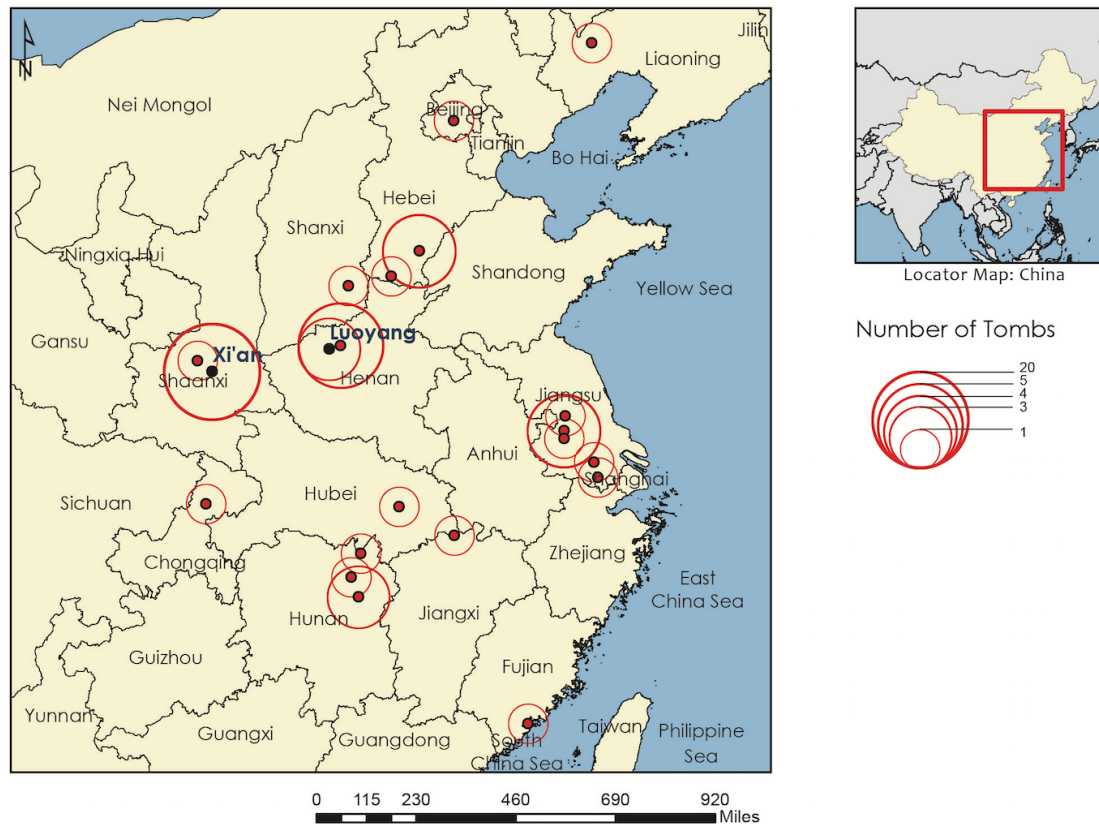 N
Jilin
Liaoning
Nei Mongol
Beijing
Tianjin
Bo Hai
Hebei
Shanxi
Ningxia Hui
Shandong
Yellow Sea
Gansu
Luoyang
Xi'an
Shaanxi
Henan
Jiangsu
Anhui
Shanghai
Sichuan
Hubei
Chongqing
Zhejiang
East
China Sea
Hunan
Jiangxi
Guizhou
Fujian
Yunnan
Guangxi
Guangdong
South
China Sea
Taiwan
Philippine
Sea
0 115 230 460 690 920
Miles
Locator Map: China
Number of Tombs
20
5
4
3
1